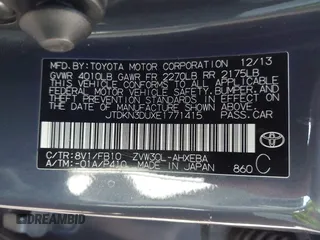 MFD.BY:TOYOTA MOTOR CORPORATION 12/13
GVWR 4010LB GAWR FR 2270LB RR 2175LB
THIS VEHICLE CONFORMS TO ALL APPLICABLE
FEDERAL MOTOR VEHICLE SAFETY, BUMPER, AND
THEFT PREVENTION STANDARDS IN EFFECT ON THE DATE
OF MANUFACTURE SHOWN ABOVE.
JTDKN3DUXE1771415 PASS.CAR
C/TR:8V1/FB10 ZVW30L-AHXEBA
A/TM:-01A/P410 MADE IN JAPAN 860 C
DREAMBID